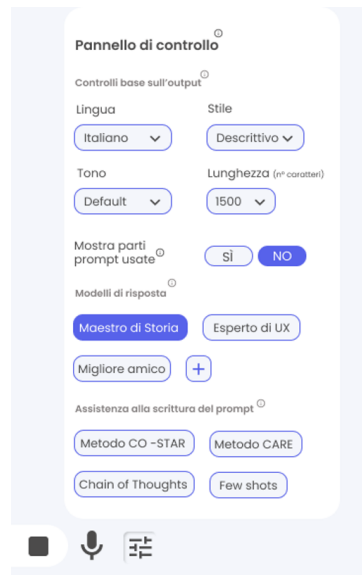 Pannello di controllo
Controlli base sull'output
Lingua Stile
Italiano Descrittivo
Tono Lunghezza (n° caratteri)
Default 1500
Mostra parti
prompt usate SÌ NO
Modelli di risposta
Maestro di Storia Esperto di UX
Migliore amico +
Assistenza alla scrittura del prompt
Metodo CO -STAR Metodo CARE
Chain of Thoughts Few shots